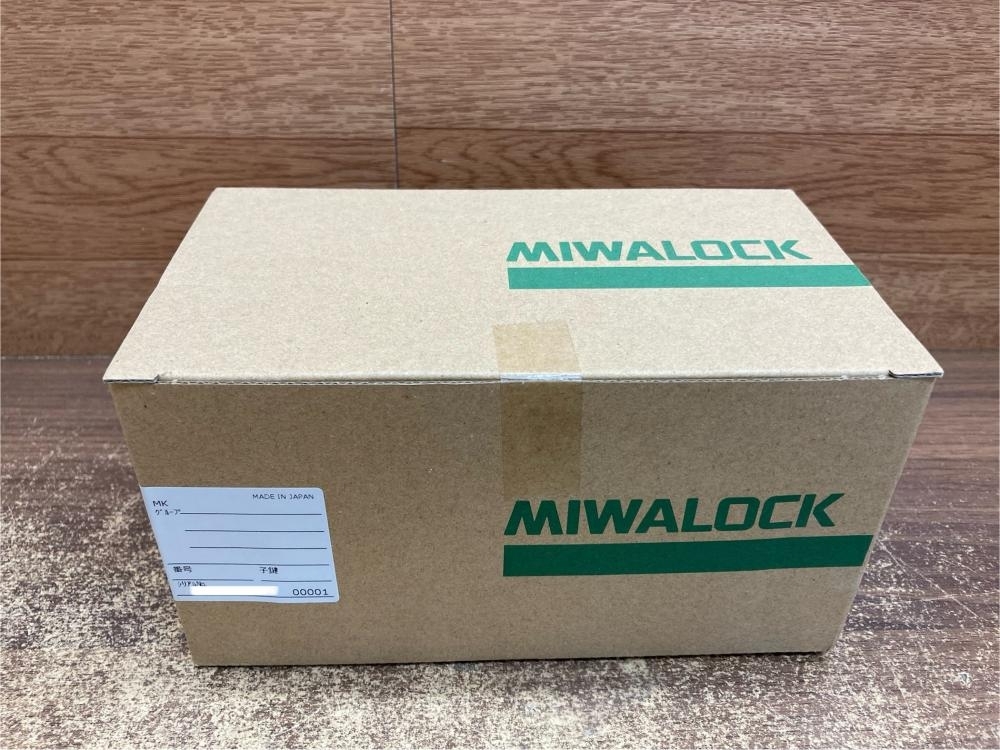 MIWALOCK
MIWALOCK
MADE IN JAPAN
MK
グループ
番号 子鍵
シリアルNo. 00001